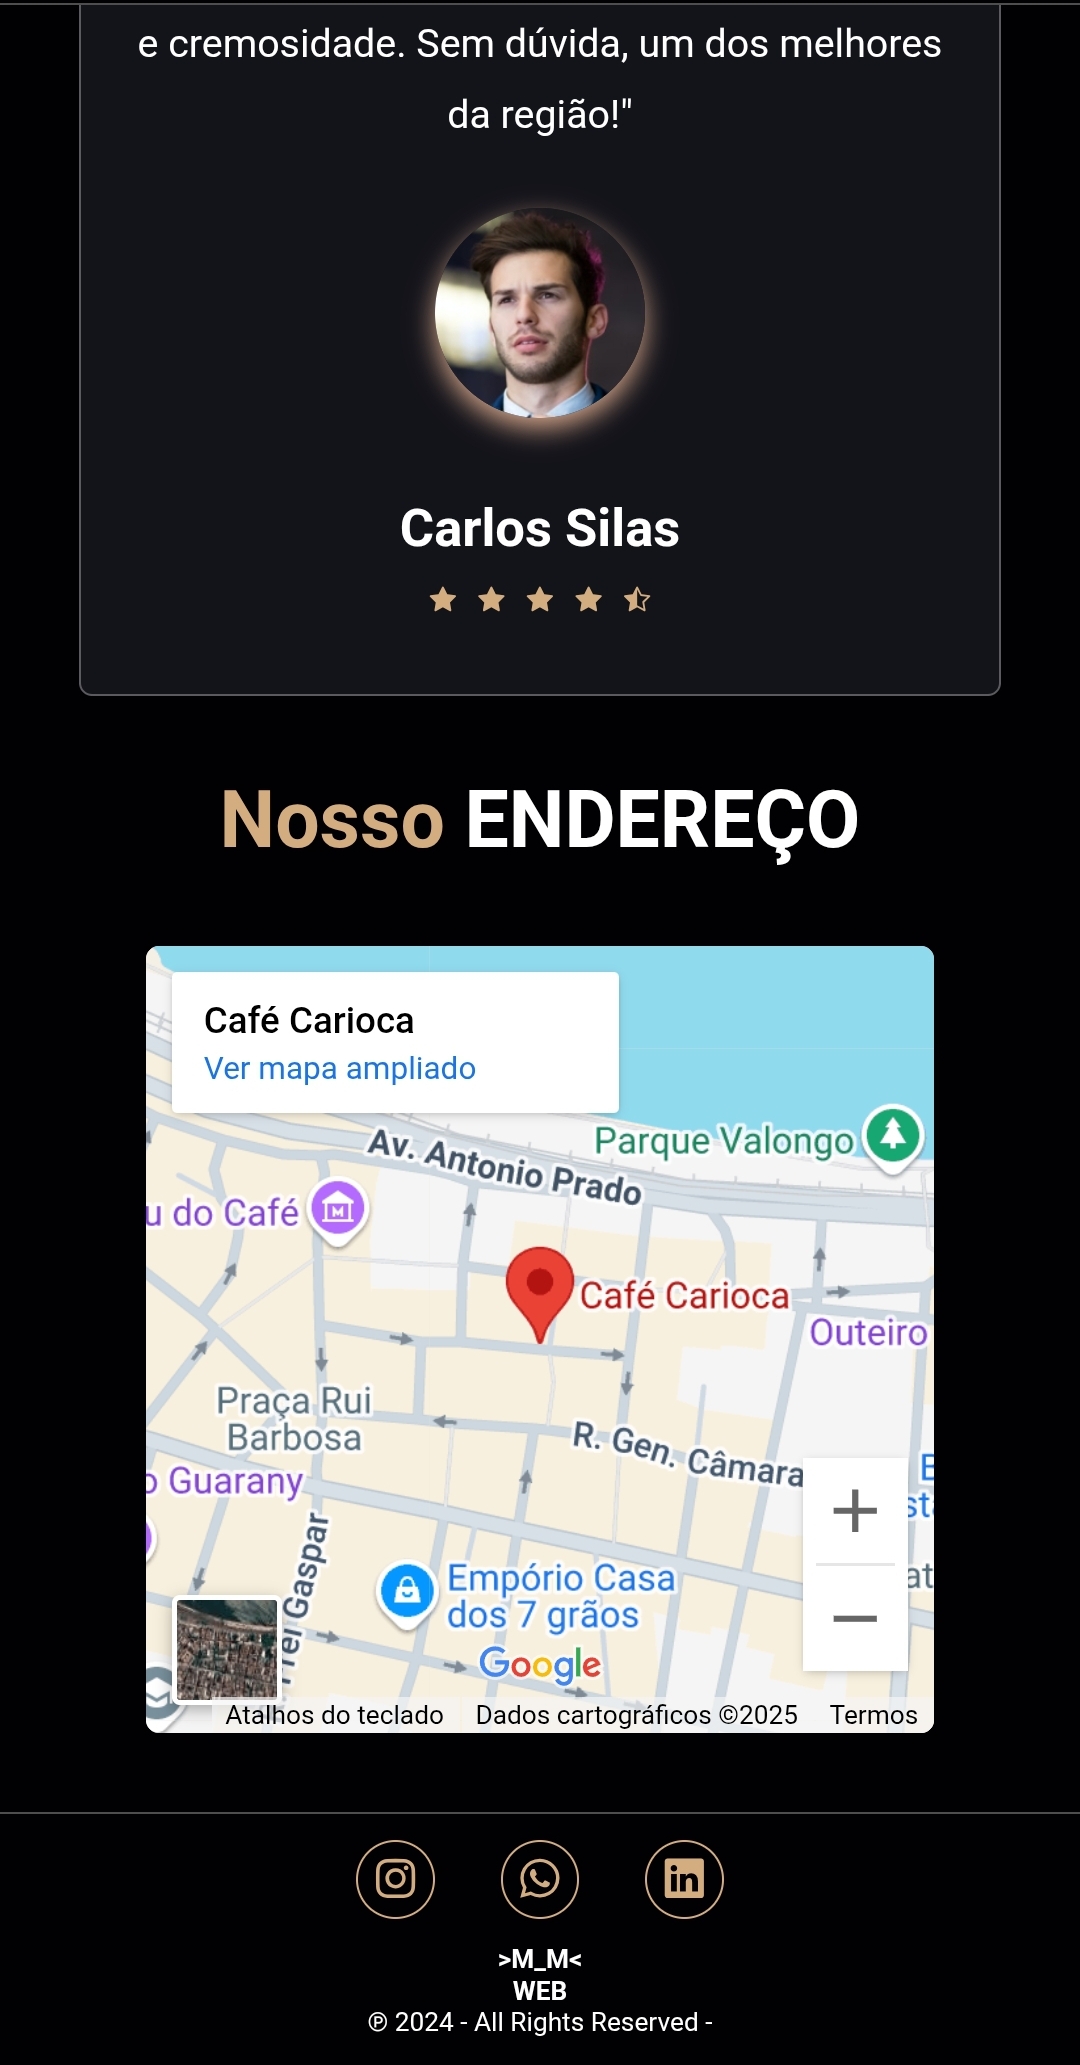 e cremosidade. Sem dúvida, um dos melhores
da região!"
Carlos Silas
Nosso ENDEREÇO
Café Carioca
Ver mapa ampliado
Av. Antonio Prado
Parque Valongo
u do Café
Café Carioca
Outeiro
Praça Rui
Barbosa
R. Gen. Câmara
o Guarany
Gaspar
Empório Casa
dos 7 grãos
Google
Atalhos do teclado Dados cartográficos ©2025 Termos
>M_M<
WEB
℗ 2024 - All Rights Reserved -